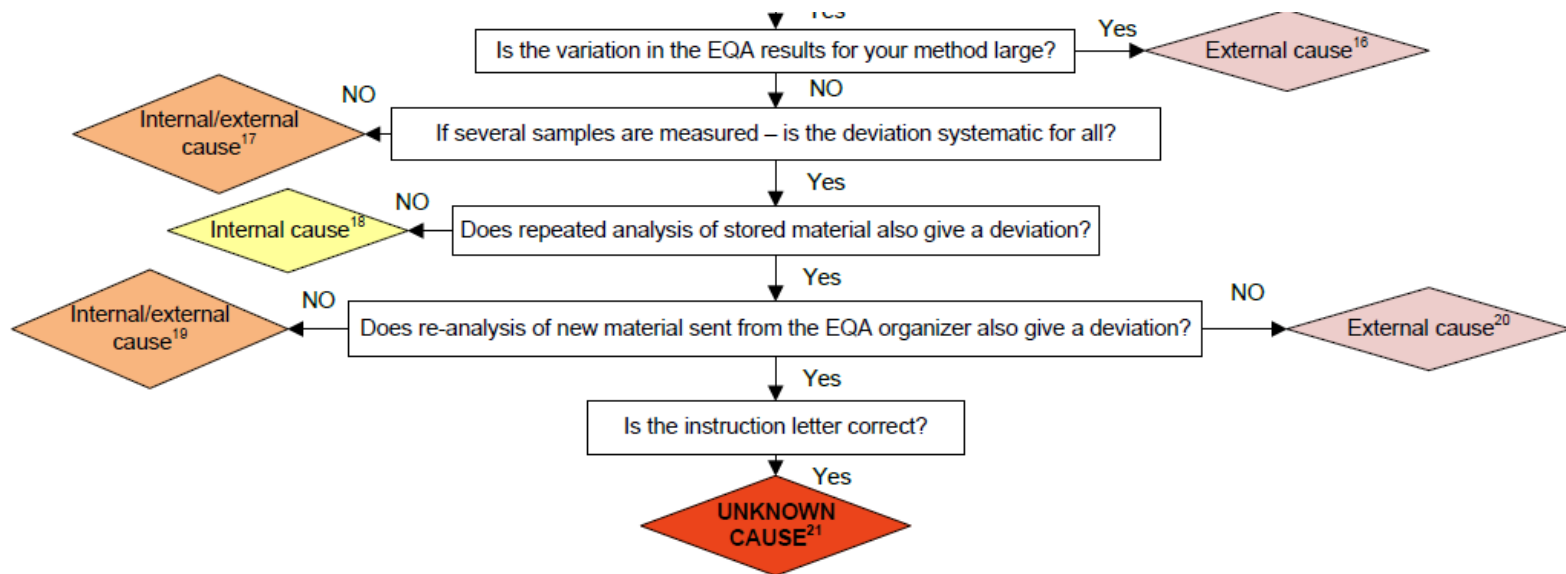 Yes
Is the variation in the EQA results for your method large?
Yes
External cause16
NO
NO
Internal/external
cause17
If several samples are measured – is the deviation systematic for all?
Yes
NO
Internal cause18
Does repeated analysis of stored material also give a deviation?
Yes
NO
Internal/external
cause19
Does re-analysis of new material sent from the EQA organizer also give a deviation?
NO
External cause20
Yes
Is the instruction letter correct?
Yes
UNKNOWN
CAUSE21